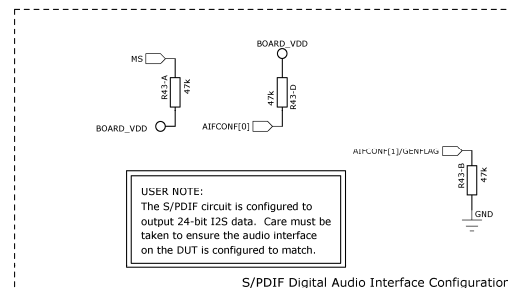 BOARD_VDD
MS
R43-A
47k
47k
R43-D
BOARD_VDD
AIFCONF[0]
AIFCONF[1]/GENFLAG
R43-B
47k
GND
USER NOTE:
The S/PDIF circuit is configured to
output 24-bit I2S data. Care must be
taken to ensure the audio interface
on the DUT is configured to match.
S/PDIF Digital Audio Interface Configuration